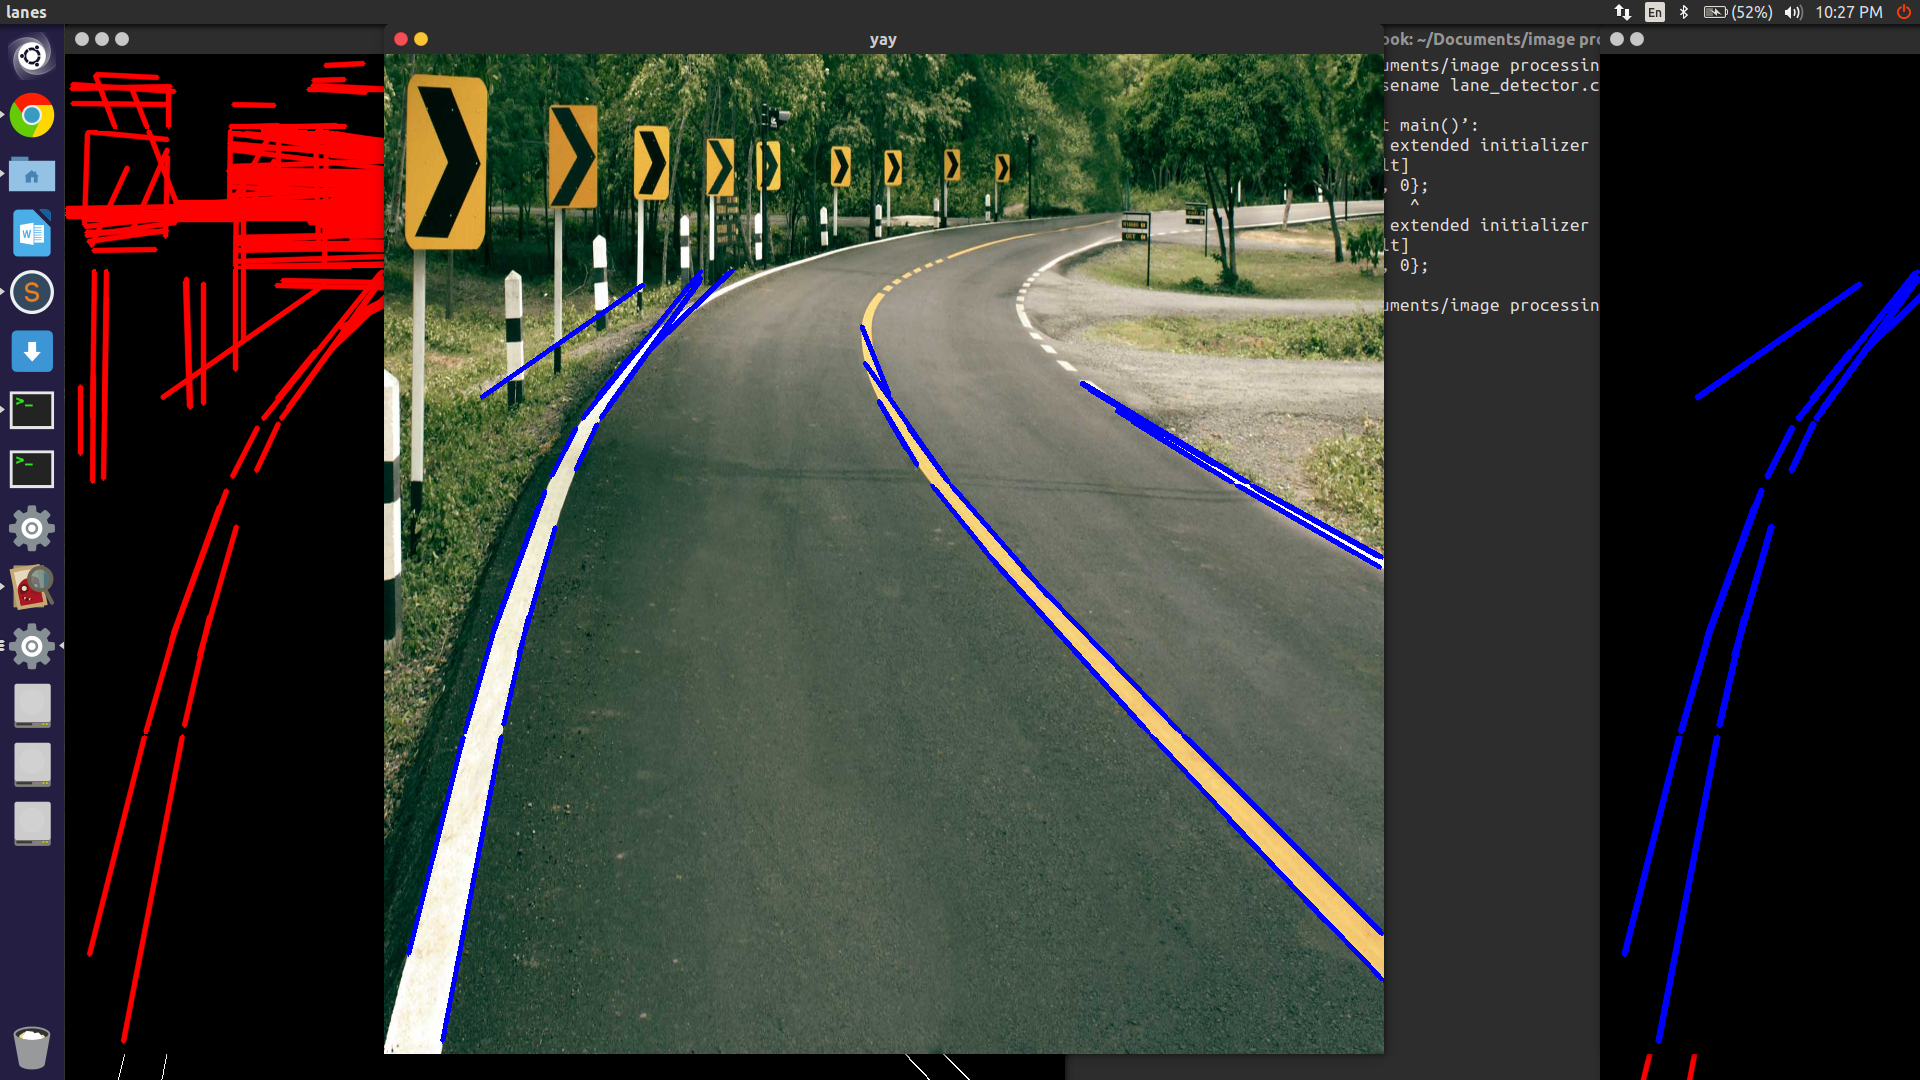 lanes
En
(52%)
10:27 PM
yay
ook: ~/Documents/image pro
uments/image processin
sename lane_detector.c
t main()’:
extended initializer
lt]
, 0};
^
extended initializer
lt]
, 0};
uments/image processin
W
S
>_
>_